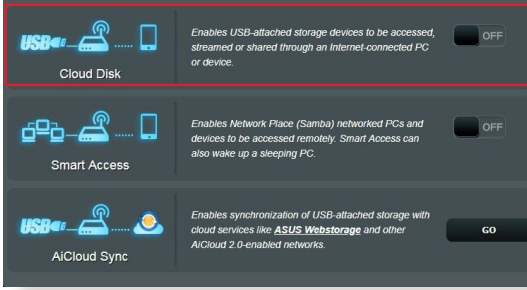 USB
Cloud Disk
Enables USB-attached storage devices to be accessed,
streamed or shared through an Internet-connected PC
or device.
OFF
Smart Access
Enables Network Place (Samba) networked PCs and
devices to be accessed remotely. Smart Access can
also wake up a sleeping PC.
OFF
USB
AiCloud Sync
Enables synchronization of USB-attached storage with
cloud services like ASUS Webstorage and other
AiCloud 2.0-enabled networks.
GO